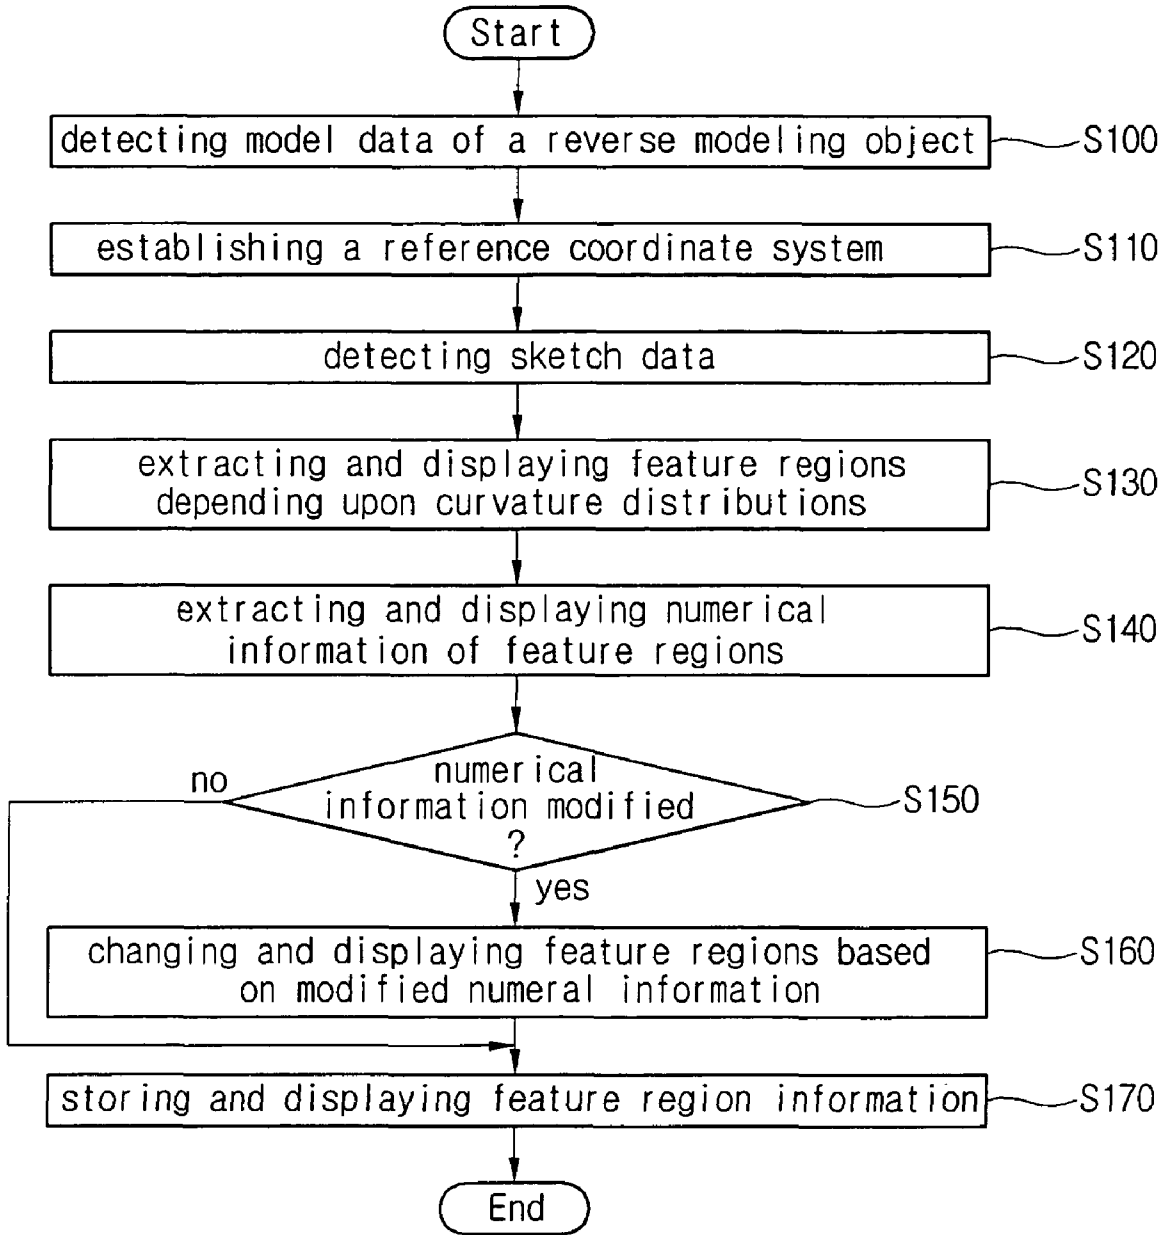 Start
detecting model data of a reverse modeling object
S100
establishing a reference coordinate system
S110
detecting sketch data
S120
extracting and displaying feature regions
depending upon curvature distributions
S130
extracting and displaying numerical
information of feature regions
S140
no
numerical
information modified
?
S150
yes
changing and displaying feature regions based
on modified numeral information
S160
storing and displaying feature region information
S170
End